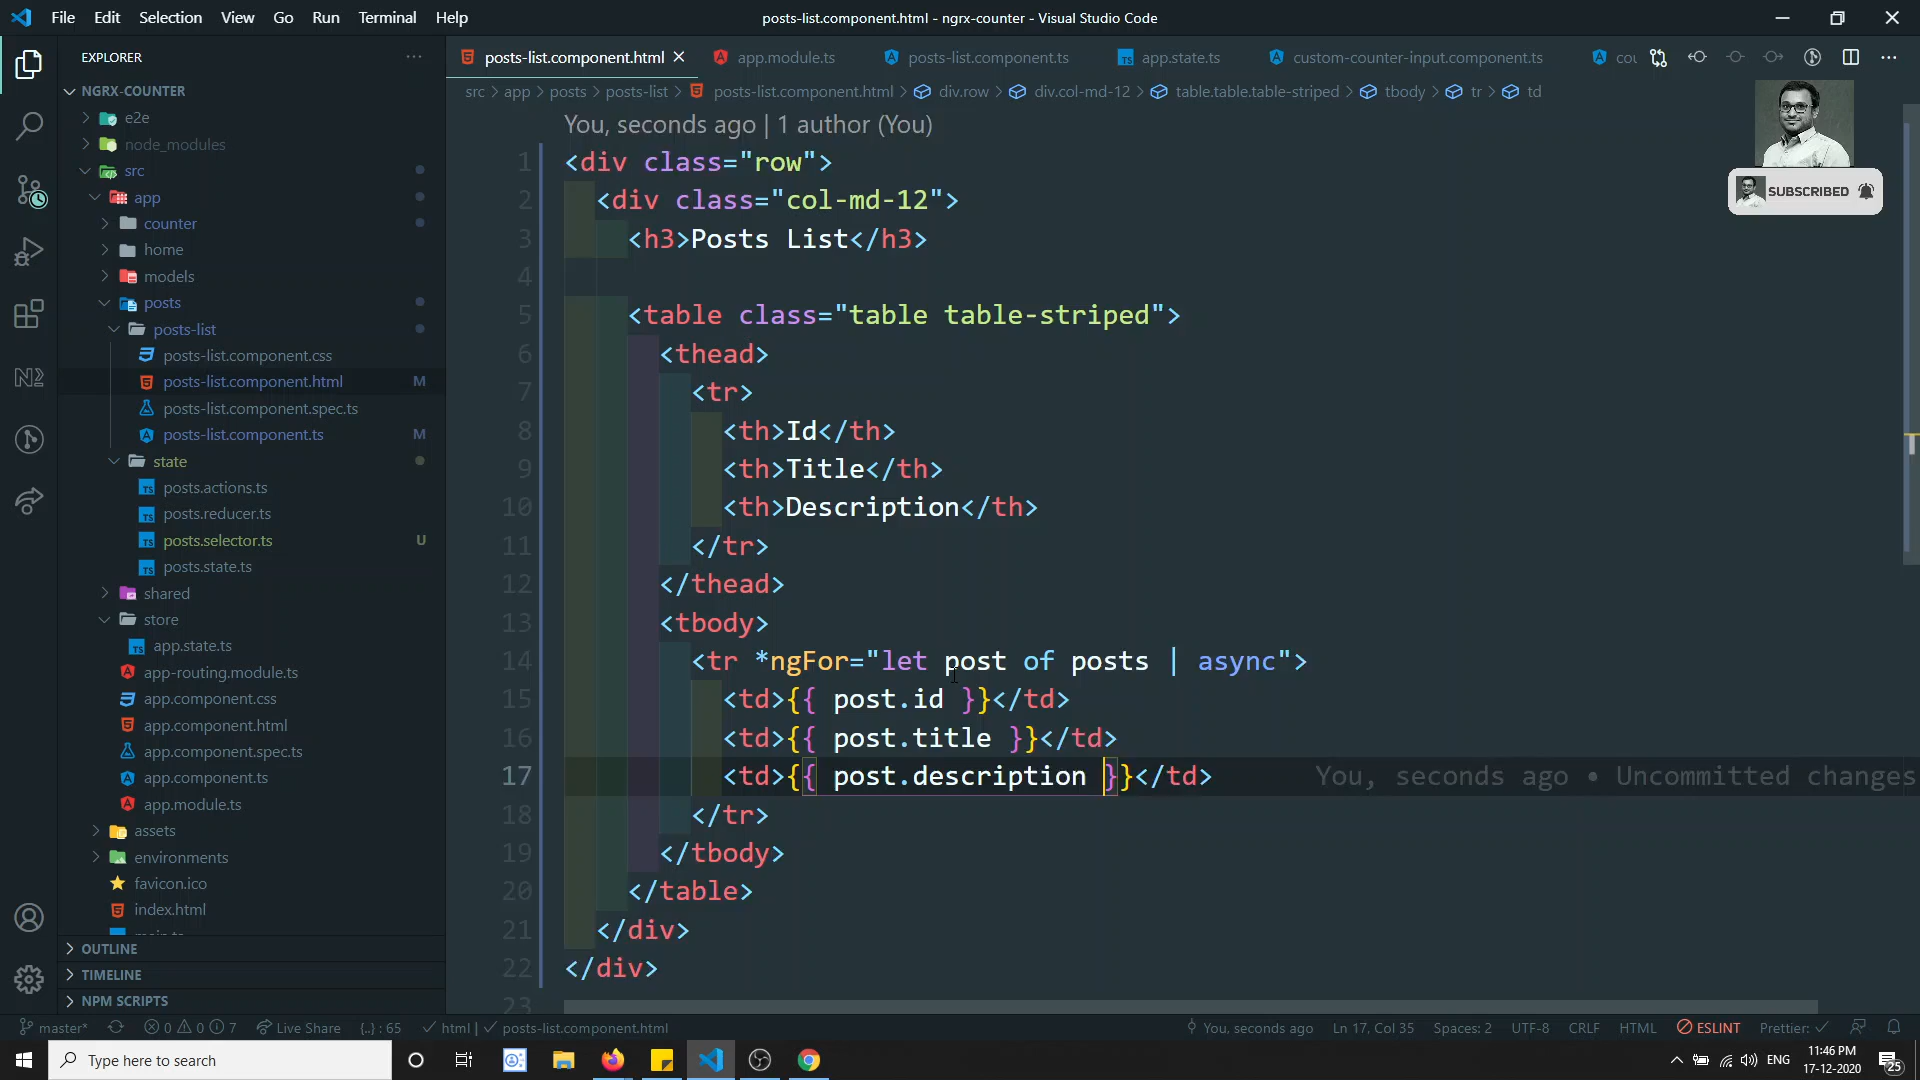 File Edit Selection View Go Run Terminal Help
posts-list.component.html - ngrx-counter - Visual Studio Code
EXPLORER
NGRX-COUNTER
e2e
node_modules
src
app
counter
home
models
posts
posts-list
posts-list.component.css
posts-list.component.html M
posts-list.component.spec.ts
posts-list.component.ts M
state
posts.actions.ts
posts.reducer.ts
posts.selector.ts U
posts.state.ts
shared
store
app.state.ts
app-routing.module.ts
app.component.css
app.component.html
app.component.spec.ts
app.component.ts
app.module.ts
assets
environments
favicon.ico
index.html
OUTLINE
TIMELINE
NPM SCRIPTS
posts-list.component.html app.module.ts posts-list.component.ts app.state.ts custom-counter-input.component.ts cou
src > app > posts > posts-list > posts-list.component.html > div.row > div.col-md-12 > table.table.table-striped > tbody > tr > td
SUBSCRIBED
You, seconds ago | 1 author (You)
1 <div class="row">
2 <div class="col-md-12">
3 <h3>Posts List</h3>
4
5 <table class="table table-striped">
6 <thead>
7 <tr>
8 <th>Id</th>
9 <th>Title</th>
10 <th>Description</th>
11 </tr>
12 </thead>
13 <tbody>
14 <tr *ngFor="let post of posts | async">
15 <td>{{ post.id }}</td>
16 <td>{{ post.title }}</td>
17 <td>{{ post.description }}</td> You, seconds ago • Uncommitted changes
18 </tr>
19 </tbody>
20 </table>
21 </div>
22 </div>
23
master* 0 0 7 Live Share {..} : 65 html | posts-list.component.html You, seconds ago Ln 17, Col 35 Spaces: 2 UTF-8 CRLF HTML ESLINT Prettier:
Type here to search
ENG
11:46 PM
17-12-2020
25